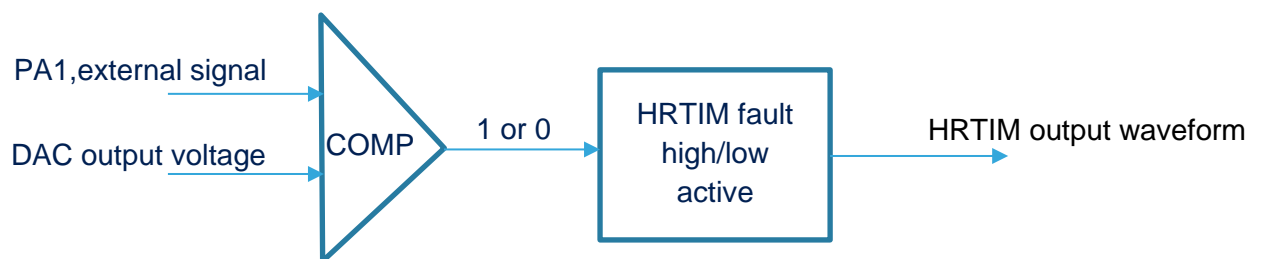 PA1,external signal
DAC output voltage
COMP
1 or 0
HRTIM fault
high/low
active
HRTIM output waveform